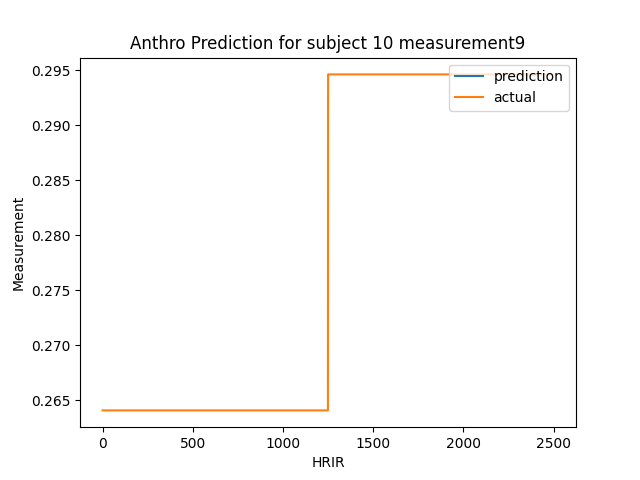 Anthro Prediction for subject 10 measurement9
0.295
0.290
0.285
0.280
0.275
0.270
0.265
Measurement
prediction
actual
0
500
1000
1500
2000
2500
HRIR